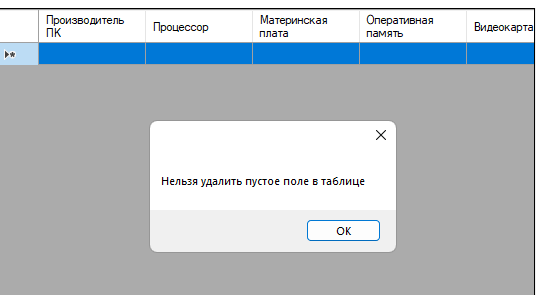 Производитель ПК
Процессор
Материнская плата
Оперативная память
Видеокарта
Нельзя удалить пустое поле в таблице
OK